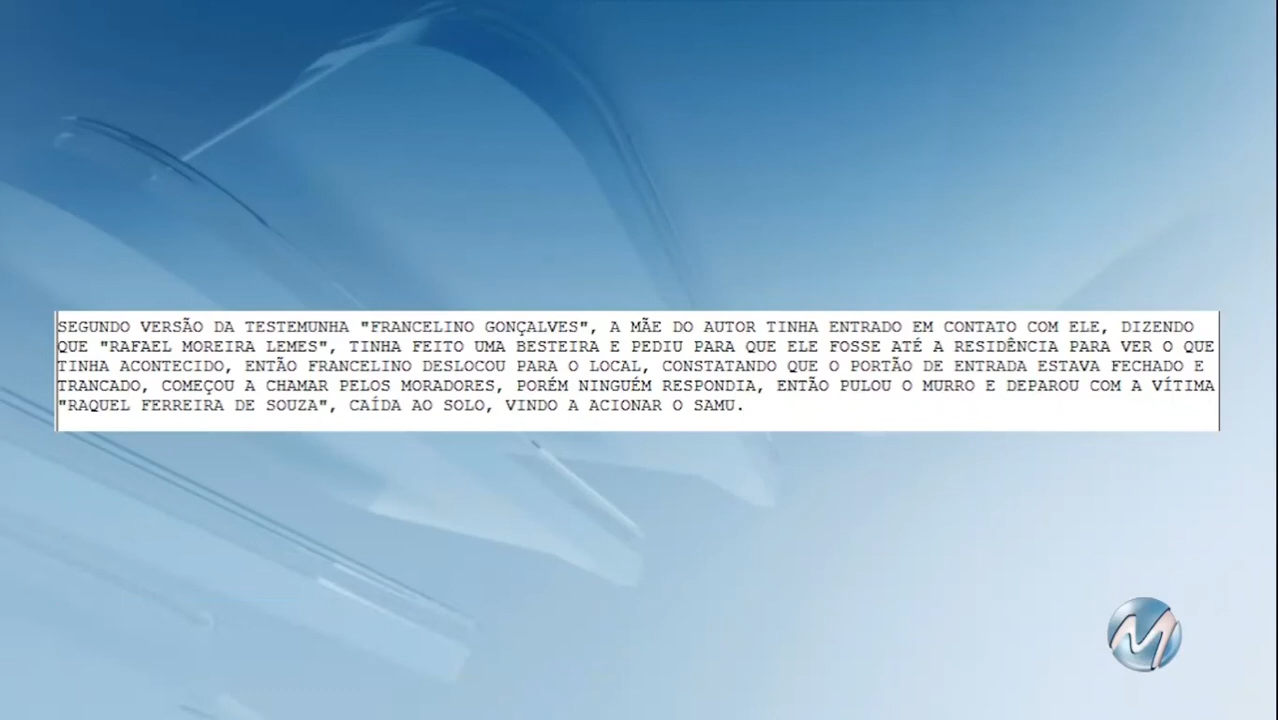 SEGUNDO VERSÃO DA TESTEMUNHA "FRANCELINO GONÇALVES", A MÃE DO AUTOR TINHA ENTRADO EM CONTATO COM ELE, DIZENDO
QUE "RAFAEL MOREIRA LEMES", TINHA FEITO UMA BESTEIRA E PEDIU PARA QUE ELE FOSSE ATÉ A RESIDÊNCIA PARA VER O QUE
TINHA ACONTECIDO, ENTÃO FRANCELINO DESLOCOU PARA O LOCAL, CONSTATANDO QUE O PORTÃO DE ENTRADA ESTAVA FECHADO E
TRANCADO, COMEÇOU A CHAMAR PELOS MORADORES, PORÉM NINGUÉM RESPONDIA, ENTÃO PULOU O MURRO E DEPAROU COM A VÍTIMA
"RAQUEL FERREIRA DE SOUZA", CAÍDA AO SOLO, VINDO A ACIONAR O SAMU.
M